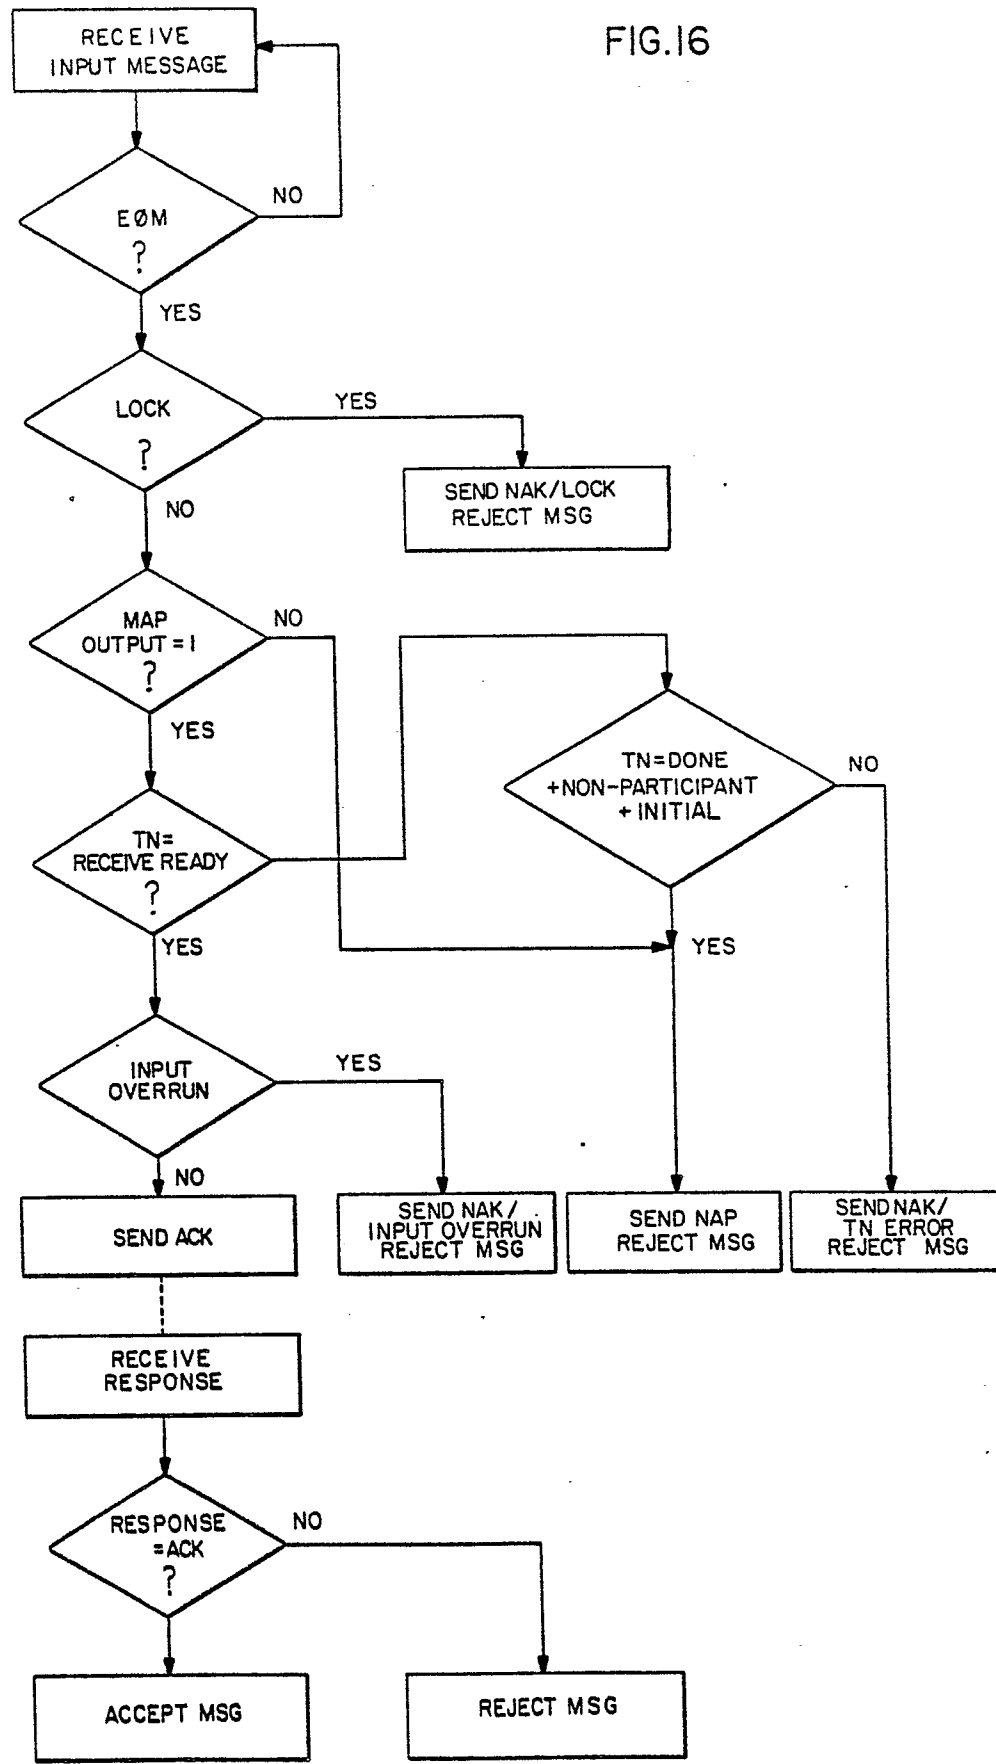 FIG.16
RECEIVE
INPUT MESSAGE
NO
EØM
?
YES
LOCK
?
YES
SEND NAK/LOCK
REJECT MSG
NO
MAP
OUTPUT=1
?
NO
YES
TN=DONE
+NON-PARTICIPANT
+INITIAL
NO
YES
TN=
RECEIVE READY
?
YES
INPUT
OVERRUN
YES
NO
SEND ACK
SEND NAK/
INPUT OVERRUN
REJECT MSG
SEND NAP
REJECT MSG
SEND NAK/
TN ERROR
REJECT MSG
RECEIVE
RESPONSE
RESPONSE
=ACK
?
NO
ACCEPT MSG
REJECT MSG